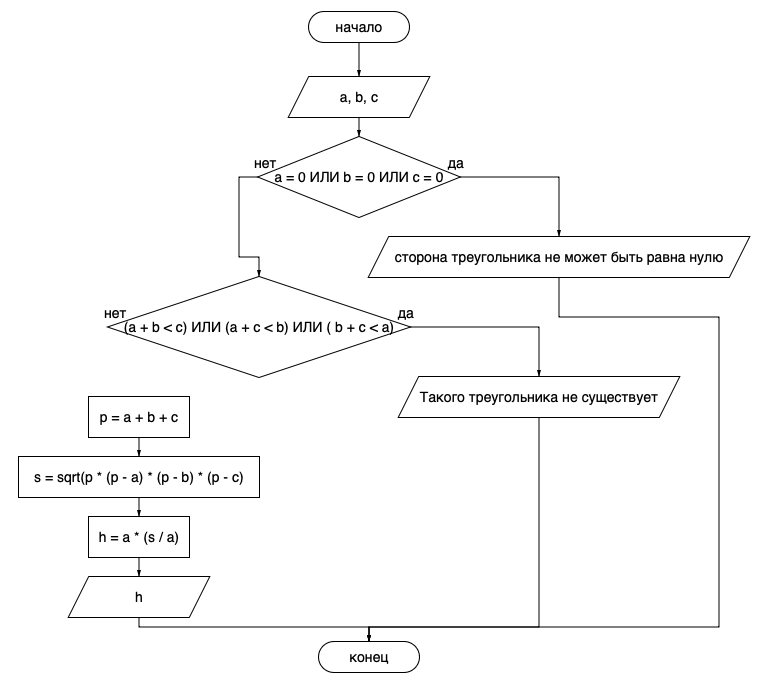 начало
a, b, c
нет
да
a = 0 ИЛИ b = 0 ИЛИ c = 0
сторона треугольника не может быть равна нулю
нет
да
(a + b < c) ИЛИ (a + c < b) ИЛИ ( b + c < a)
Такого треугольника не существует
p = a + b + c
s = sqrt(p * (p - a) * (p - b) * (p - c)
h = a * (s / a)
h
конец